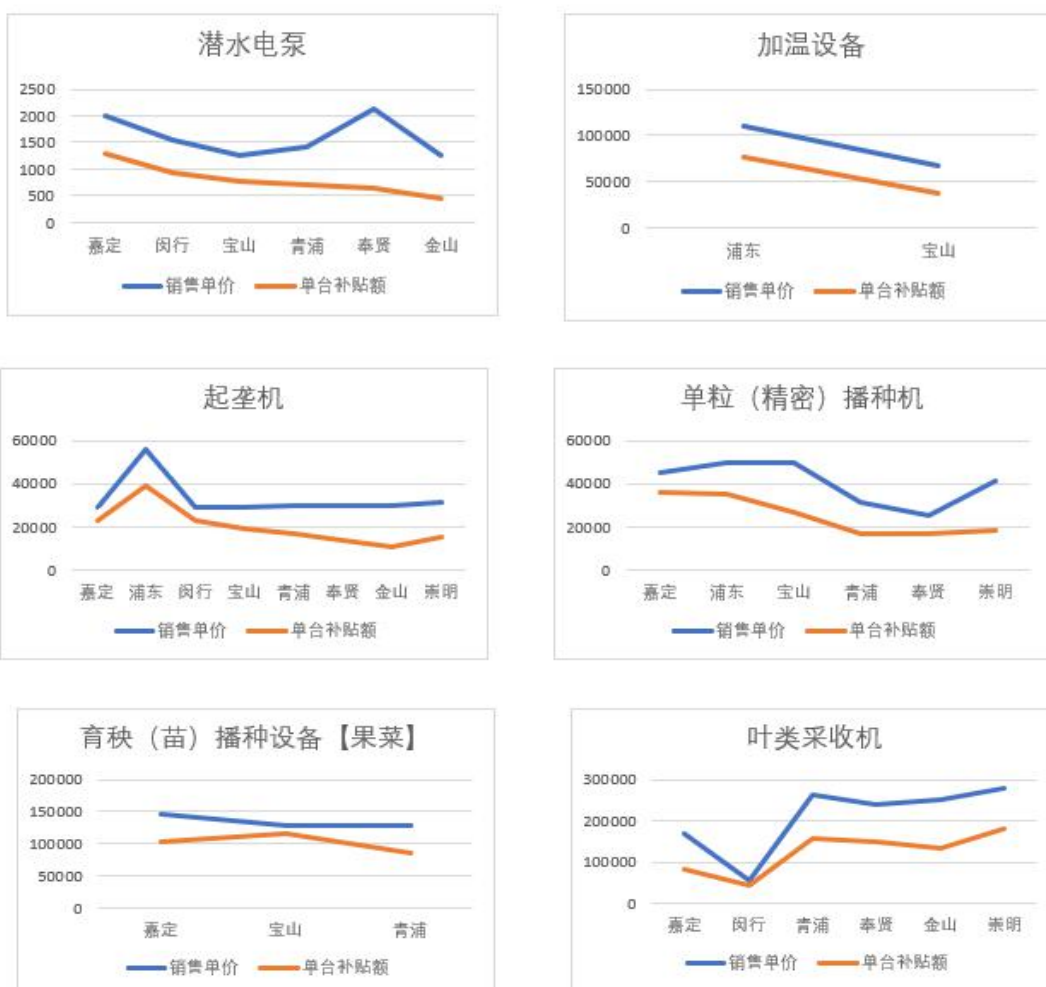 潜水电泵
2500
2000
1500
1000
500
0
嘉定 闵行 宝山 青浦 奉贤 金山
销售单价 单台补贴额
加温设备
150000
100000
50000
0
浦东 宝山
销售单价 单台补贴额
起垄机
60000
40000
20000
0
嘉定 浦东 闵行 宝山 青浦 奉贤 金山 崇明
销售单价 单台补贴额
单粒（精密）播种机
60000
40000
20000
0
嘉定 浦东 宝山 青浦 奉贤 崇明
销售单价 单台补贴额
育秧（苗）播种设备【果菜】
200000
150000
100000
50000
0
嘉定 宝山 青浦
销售单价 单台补贴额
叶类采收机
300000
200000
100000
0
嘉定 闵行 青浦 奉贤 金山 崇明
销售单价 单台补贴额